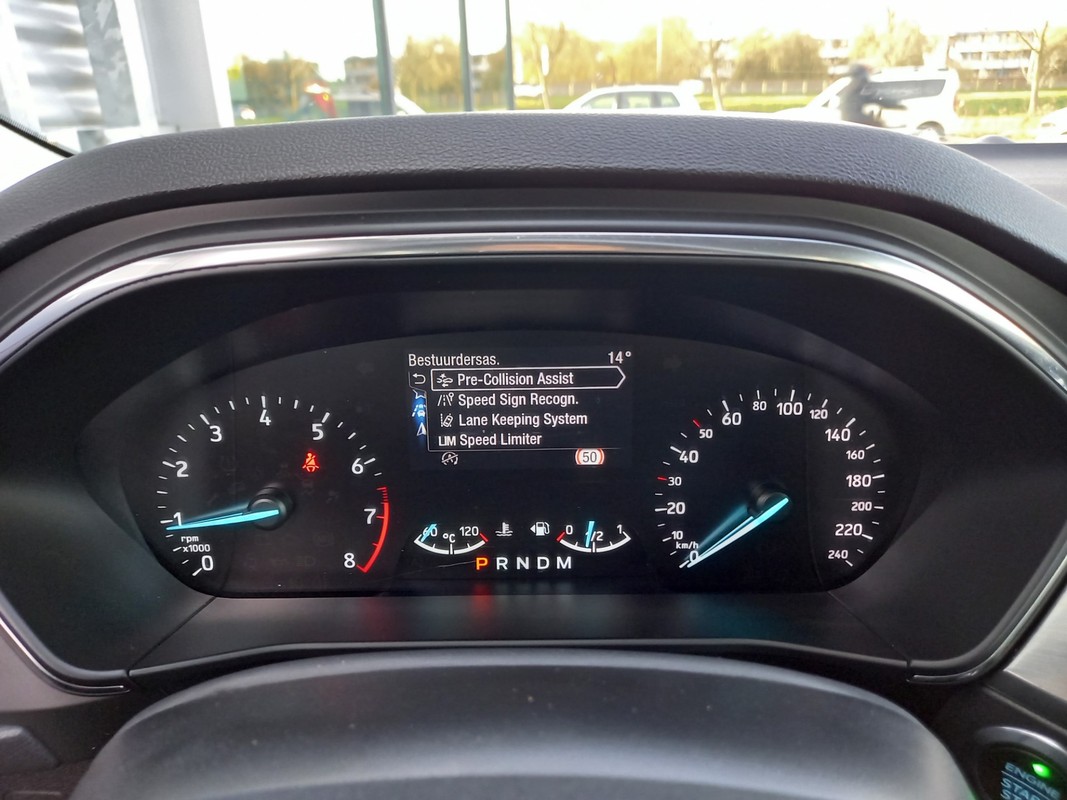 Bestuurdersas. 14°
Pre-Collision Assist
Speed Sign Recogn.
Lane Keeping System
LIM Speed Limiter
50
0 1 2 3 4 5 6 7 8
rpm
x1000
60 °C 120
0 1/2 1
P R N D M
0 10 20 30 40 50 60 80 100 120 140 160 180 200 220 240
km/h
ENGINE
START